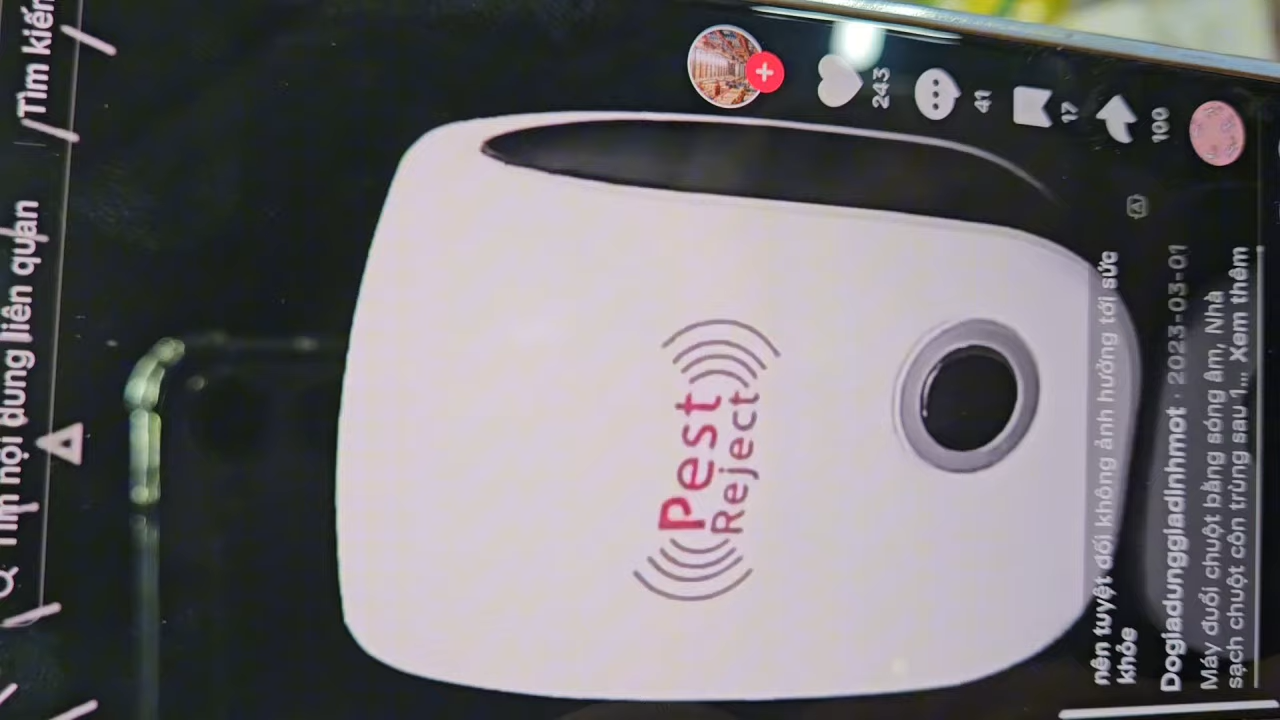 Tìm nội dung liên quan
Tìm kiếm
Pest
Reject
243
41
17
100
nên tuyệt đối không ảnh hưởng tới sức
khỏe
Dogiadunggiadinhmot · 2023-03-01
Máy đuổi chuột bằng sóng âm, Nhà
sạch chuột côn trùng sau 1... Xem thêm